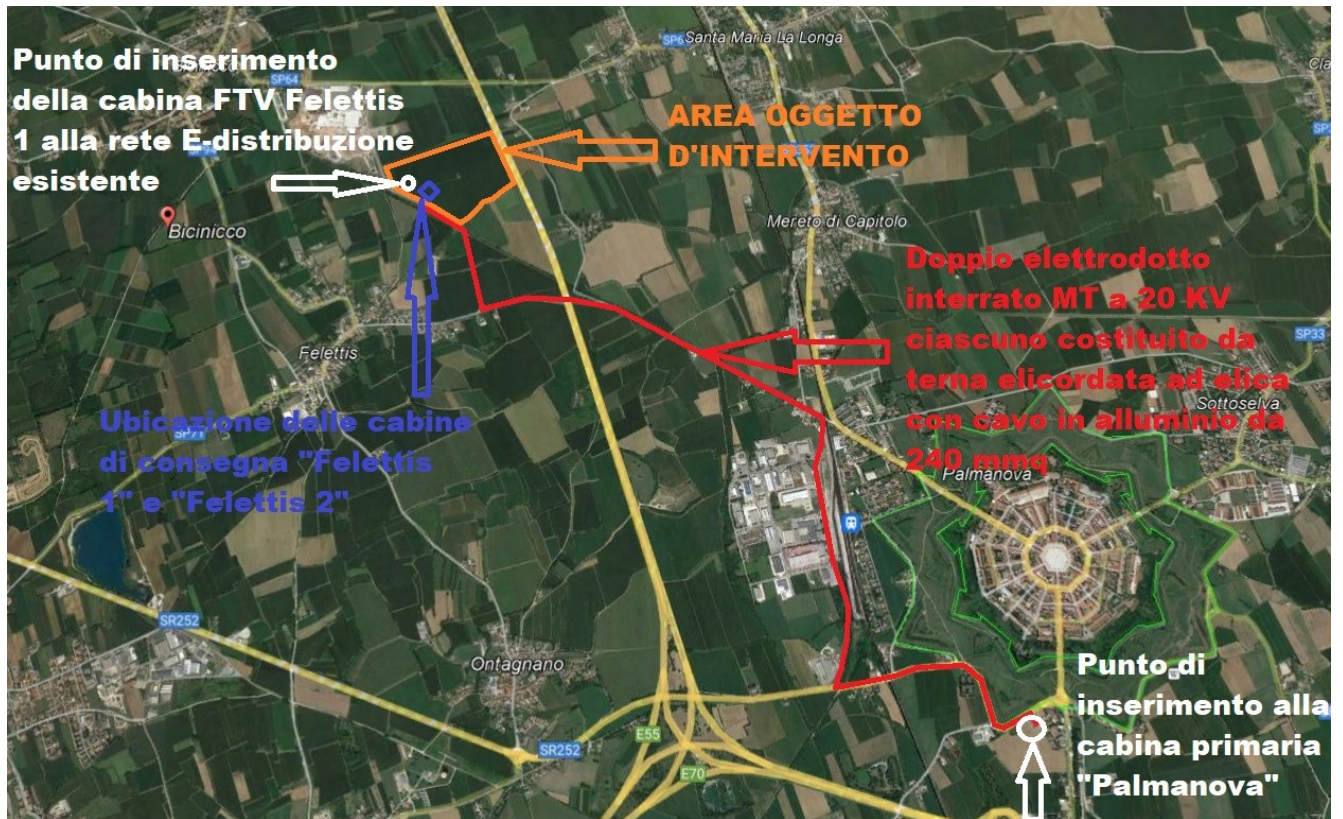 Punto di inserimento
della cabina FTV Felettis
1 alla rete E-distribuzione
esistente
SP64
SP6
Santa Maria La Longa
AREA OGGETTO
D'INTERVENTO
Bicinicco
Mereto di Capitolo
Doppio elettrodotto
interrato MT a 20 KV
ciascuno costituito da
terna elicordata ad elica
con cavo in alluminio da
240 mmq
SP33
Felettis
Sottoselva
Ubicazione delle cabine
di consegna "Felettis
1" e "Felettis 2"
SP71
Palmanova
SR252
Ontagnano
SR252
E55
E70
Punto di
inserimento alla
cabina primaria
"Palmanova"